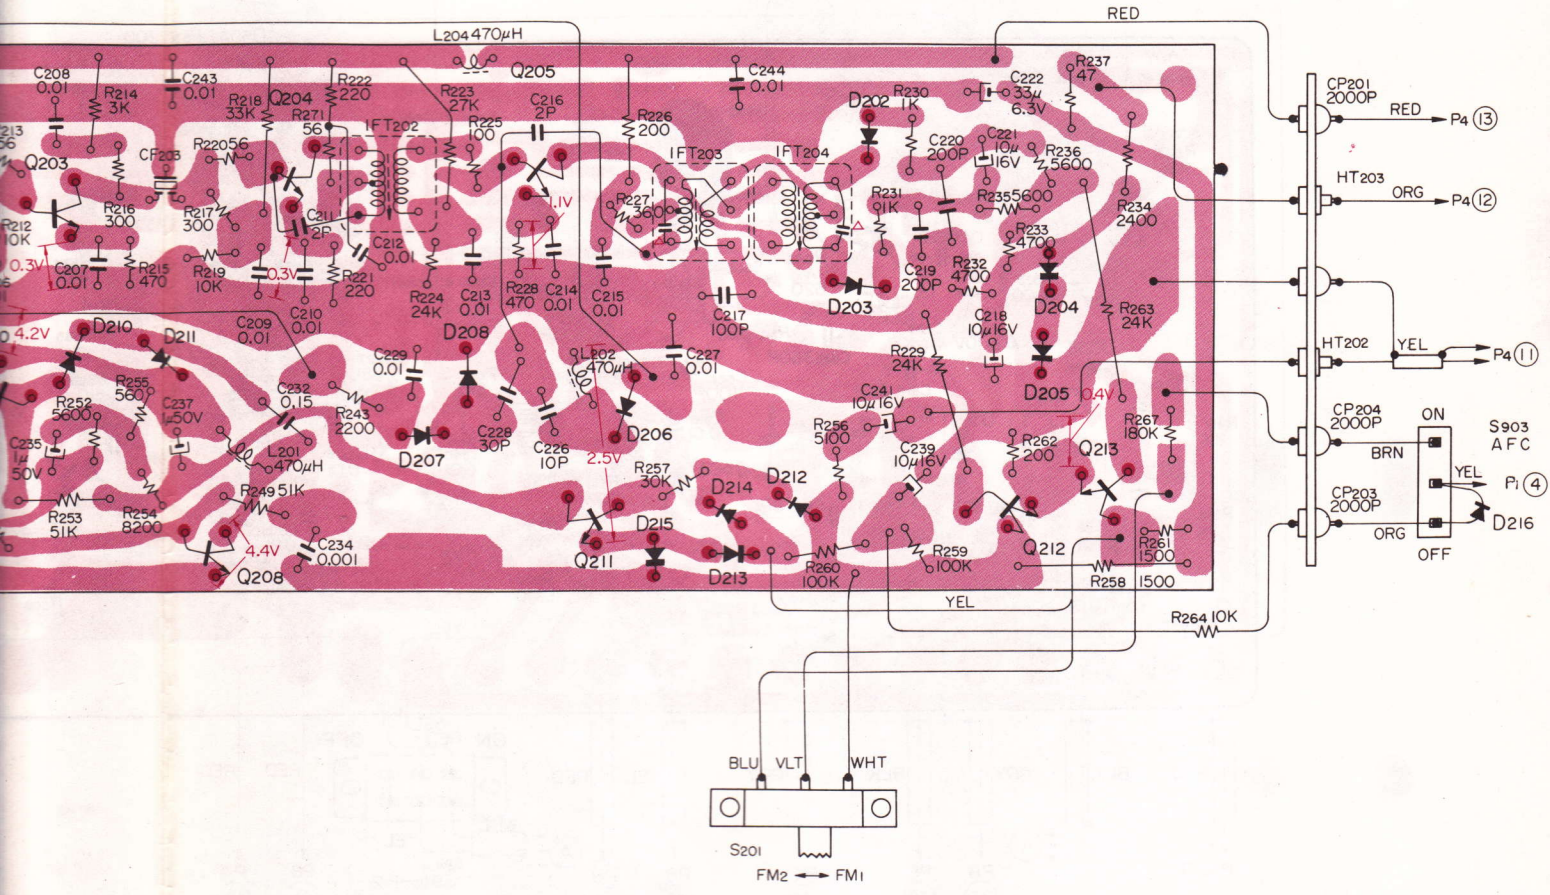 RED
L204 470μH
C208
0.01
R214
3K
C243
0.01
R218
33K
Q204
R271
56
R222
220
R223
27K
Q205
C216
2P
R225
100
R226
200
C244
0.01
D202
R230
1K
C222
33μ
6.3V
R237
47
CP201
2000P
RED
P4 13
Q203
CF203
R220 56
IFT202
IFT203
IFT204
C220
200P
C221
10μ
16V
R236
5600
HT203
ORG
P4 12
R212
10K
R216
300
R217
300
C211
2P
1.1V
R227
360
R231
11K
R235 5600
R234
2400
0.3V
C207
0.01
R215
470
R219
10K
0.3V
C210
0.01
R221
220
C212
0.01
R224
24K
C213
0.01
R228
470
C214
0.01
C215
0.01
C217
100P
D203
C219
200P
R232
4700
R233
4700
D204
R263
24K
4.2V
D210
D211
C209
0.01
D208
C229
0.01
L202
470μH
C227
0.01
R229
24K
C218
10μ16V
D205
0.4V
HT202
YEL
P4 11
R255
560
R252
5600
C237
1μ50V
C232
0.15
R243
2200
C228
30P
C226
10P
D206
D207
C241
10μ16V
R256
5100
R267
180K
CP204
2000P
BRN
ON
S903
AFC
C235
1μ
50V
L201
470μH
2.5V
R257
30K
D212
D214
C239
10μ16V
R262
200
Q213
YEL
P1 4
R253
51K
R254
8200
R249 51K
4.4V
C234
0.001
Q208
Q211
D215
D213
R260
100K
R259
100K
Q212
R261
1500
R258 1500
CP203
2000P
ORG
OFF
D216
YEL
R264 10K
BLU VLT WHT
S201
FM2 ↔ FM1